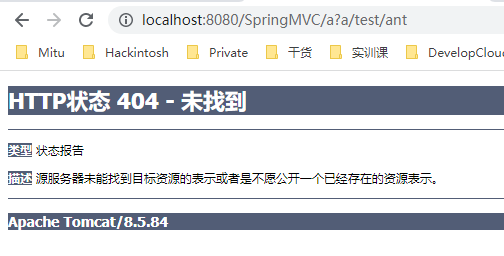 localhost:8080/SpringMVC/a?a/test/ant
Mitu Hackintosh Private 干货 实训课 DevelopCloud
HTTP状态 404 - 未找到
类型 状态报告
描述 源服务器未能找到目标资源的表示或者是不愿公开一个已经存在的资源表示。
Apache Tomcat/8.5.84